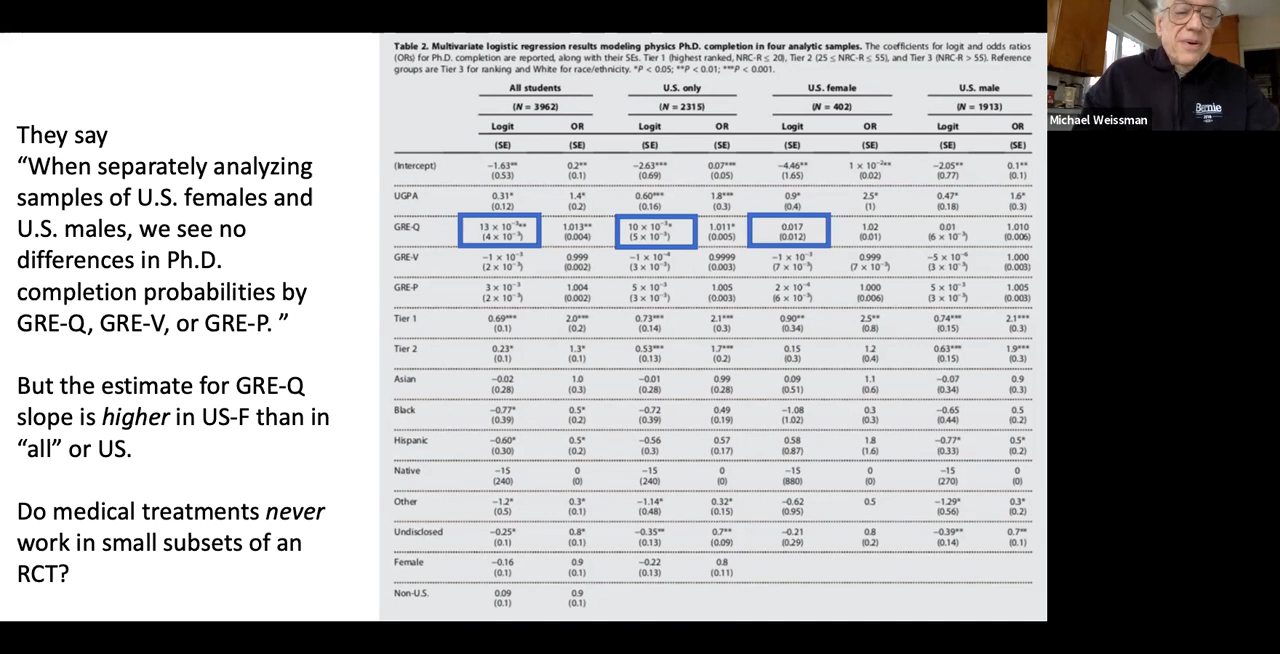 They say
“When separately analyzing
samples of U.S. females and
U.S. males, we see no
differences in Ph.D.
completion probabilities by
GRE-Q, GRE-V, or GRE-P. ”
But the estimate for GRE-Q
slope is higher in US-F than in
“all” or US.
Do medical treatments never
work in small subsets of an
RCT?
Table 2. Multivariate logistic regression results modeling physics Ph.D. completion in four analytic samples. The coefficients for logit and odds ratios
(ORs) for Ph.D. completion are reported, along with their SEs. Tier 1 (highest ranked, NRC-R ≤ 20), Tier 2 (25 ≤ NRC-R ≤ 55), and Tier 3 (NRC-R > 55). Reference
groups are Tier 3 for ranking and White for race/ethnicity. *P < 0.05; **P < 0.01; ***P < 0.001.
All students U.S. only U.S. female U.S. male
(N = 3962) (N = 2315) (N = 402) (N = 1913)
Logit OR Logit OR Logit OR Logit OR
(SE) (SE) (SE) (SE) (SE) (SE) (SE) (SE)
(Intercept) −1.63** 0.2** −2.63*** 0.07*** −4.46** 1 × 10⁻²** −2.05** 0.1**
(0.53) (0.1) (0.69) (0.05) (1.65) (0.02) (0.77) (0.1)
UGPA 0.31* 1.4* 0.60*** 1.8*** 0.9* 2.5* 0.47* 1.6*
(0.12) (0.2) (0.16) (0.3) (0.4) (1) (0.18) (0.3)
GRE-Q 13 × 10⁻³** 1.013** 10 × 10⁻³* 1.011* 0.017 1.02 0.01 1.010
(4 × 10⁻³) (0.004) (5 × 10⁻³) (0.005) (0.012) (0.01) (6 × 10⁻³) (0.006)
GRE-V −1 × 10⁻³ 0.999 −1 × 10⁻⁴ 0.9999 −1 × 10⁻³ 0.999 −5 × 10⁻⁴ 1.000
(2 × 10⁻³) (0.002) (3 × 10⁻³) (0.003) (7 × 10⁻³) (7 × 10⁻³) (3 × 10⁻³) (0.003)
GRE-P 3 × 10⁻³ 1.004 5 × 10⁻³ 1.005 2 × 10⁻⁴ 1.000 5 × 10⁻³ 1.005
(2 × 10⁻³) (0.002) (3 × 10⁻³) (0.003) (6 × 10⁻³) (0.006) (3 × 10⁻³) (0.003)
Tier 1 0.69*** 2.0*** 0.73*** 2.1*** 0.90** 2.5** 0.74*** 2.1***
(0.1) (0.2) (0.14) (0.3) (0.34) (0.8) (0.15) (0.3)
Tier 2 0.23* 1.3* 0.53*** 1.7*** 0.15 1.2 0.63*** 1.9***
(0.1) (0.1) (0.13) (0.2) (0.3) (0.4) (0.15) (0.3)
Asian −0.02 1.0 −0.01 0.99 0.09 1.1 −0.07 0.9
(0.28) (0.3) (0.28) (0.28) (0.51) (0.6) (0.34) (0.3)
Black −0.77* 0.5* −0.72 0.49 −1.08 0.3 −0.65 0.5
(0.39) (0.2) (0.39) (0.19) (1.02) (0.3) (0.44) (0.2)
Hispanic −0.60* 0.5* −0.56 0.57 0.58 1.8 −0.77* 0.5*
(0.30) (0.2) (0.3) (0.17) (0.87) (1.6) (0.33) (0.2)
Native −15 0 −15 0 −15 0 −15 0
(240) (0) (240) (0) (880) (0) (270) (0)
Other −1.2* 0.3* −1.14* 0.32* −0.62 0.5 −1.29* 0.3*
(0.5) (0.1) (0.48) (0.15) (0.95) (0.56) (0.2)
Undisclosed −0.25* 0.8* −0.35** 0.7** −0.21 0.8 −0.39** 0.7**
(0.1) (0.1) (0.13) (0.09) (0.29) (0.2) (0.14) (0.1)
Female −0.16 0.9 −0.22 0.8
(0.1) (0.1) (0.13) (0.11)
Non-U.S. 0.09 0.9
(0.1) (0.1)
Bernie
Michael Weissman